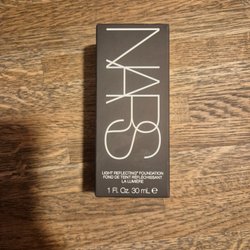 NARS
LIGHT REFLECTING™ FOUNDATION
FOND DE TEINT RÉFLÉCHISSANT
LA LUMIÈRE
1 Fl. Oz. 30 mL ℮